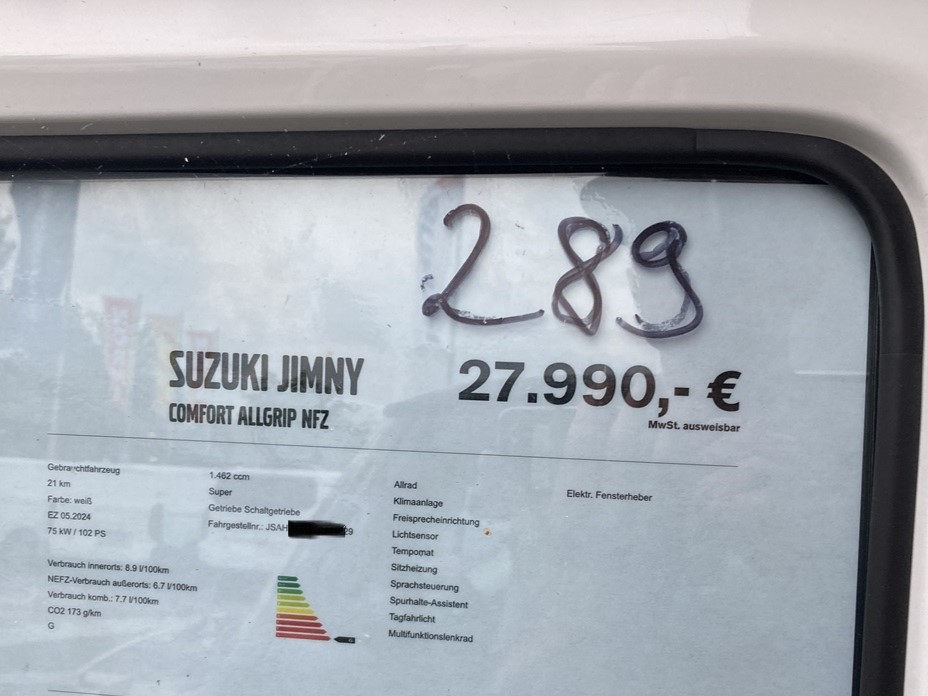 289
SUZUKI JIMNY
COMFORT ALLGRIP NFZ
27.990,- €
MwSt. ausweisbar
Gebrauchtfahrzeug
21 km
Farbe: weiß
EZ 05.2024
75 kW / 102 PS
Verbrauch innerorts: 8.9 l/100km
NEFZ-Verbrauch außerorts: 6.7 l/100km
Verbrauch komb.: 7.7 l/100km
CO2 173 g/km
G
1.462 ccm
Super
Getriebe Schaltgetriebe
Fahrgestellnr.: JSAH 29
Allrad
Klimaanlage
Freisprecheinrichtung
Lichtsensor
Tempomat
Sitzheizung
Sprachsteuerung
Spurhalte-Assistent
Tagfahrlicht
Multifunktionslenkrad
Elektr. Fensterheber